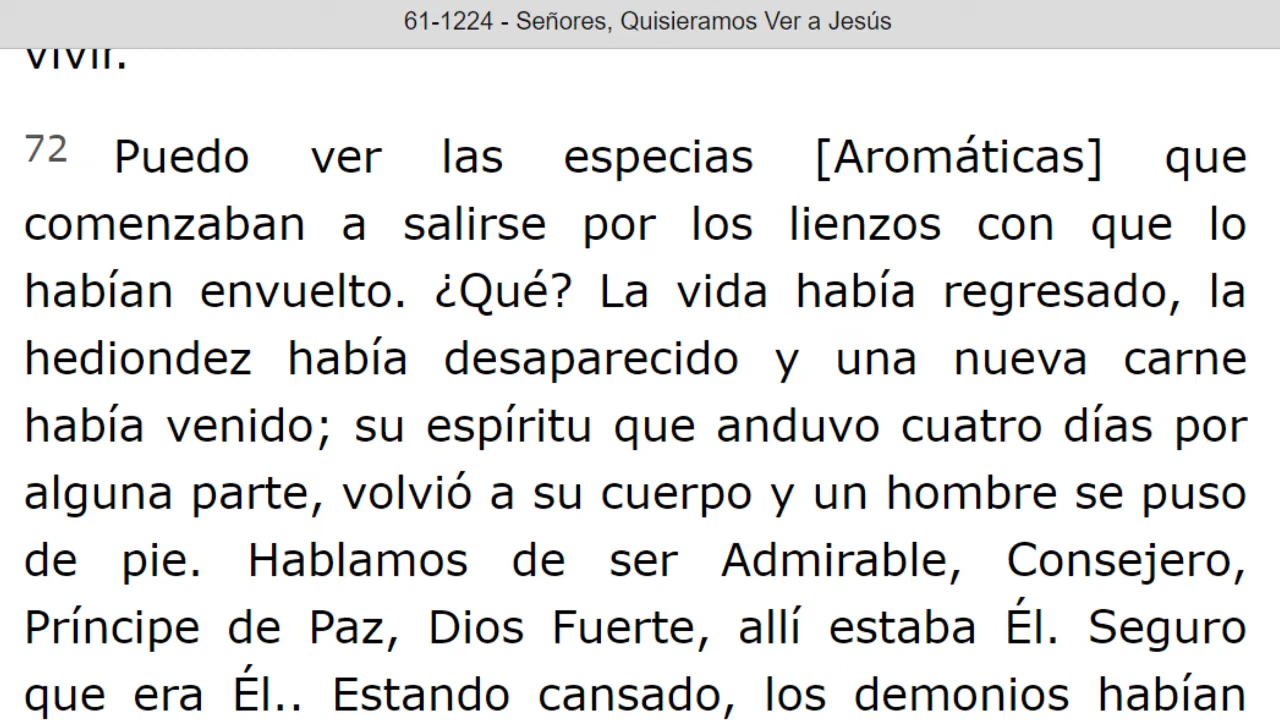 61-1224 - Señores, Quisieramos Ver a Jesús
vivir.
72 Puedo ver las especias [Aromáticas] que
comenzaban a salirse por los lienzos con que lo
habían envuelto. ¿Qué? La vida había regresado, la
hediondez había desaparecido y una nueva carne
había venido; su espíritu que anduvo cuatro días por
alguna parte, volvió a su cuerpo y un hombre se puso
de pie. Hablamos de ser Admirable, Consejero,
Príncipe de Paz, Dios Fuerte, allí estaba Él. Seguro
que era Él.. Estando cansado, los demonios habían